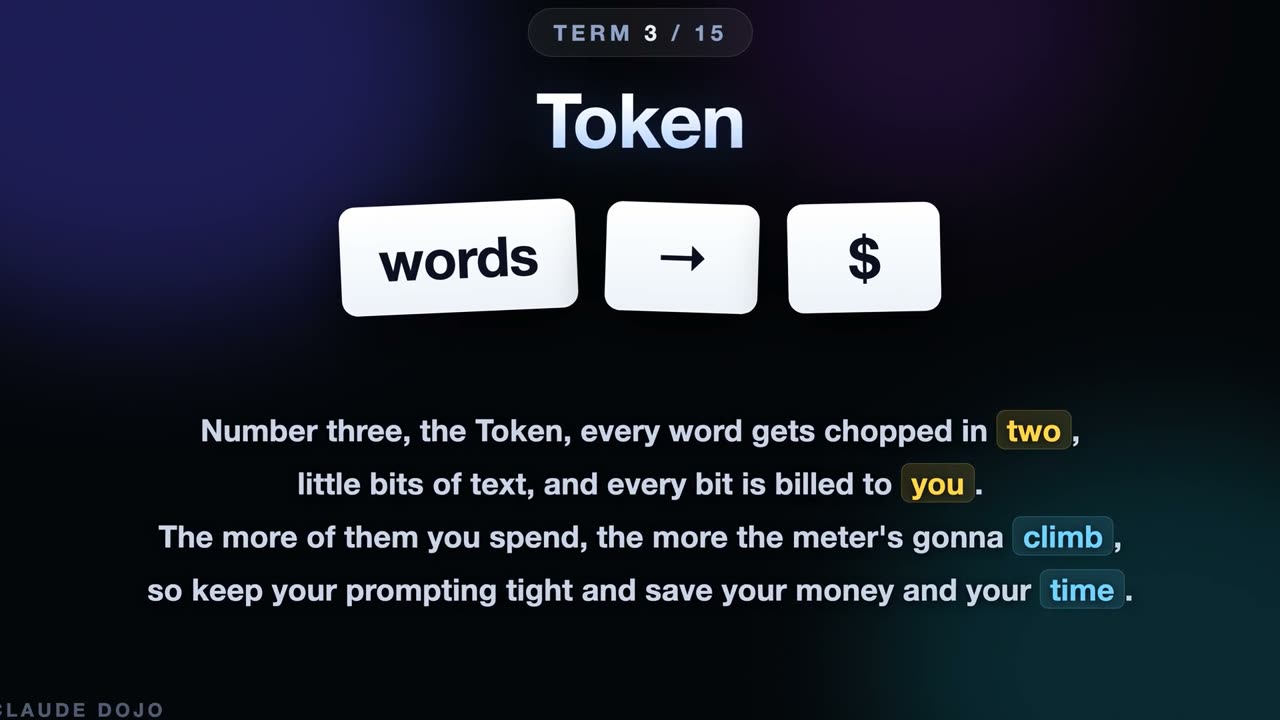 TERM 3 / 15
Token
words → $
Number three, the Token, every word gets chopped in two,
little bits of text, and every bit is billed to you.
The more of them you spend, the more the meter's gonna climb,
so keep your prompting tight and save your money and your time.
CLAUDE DOJO